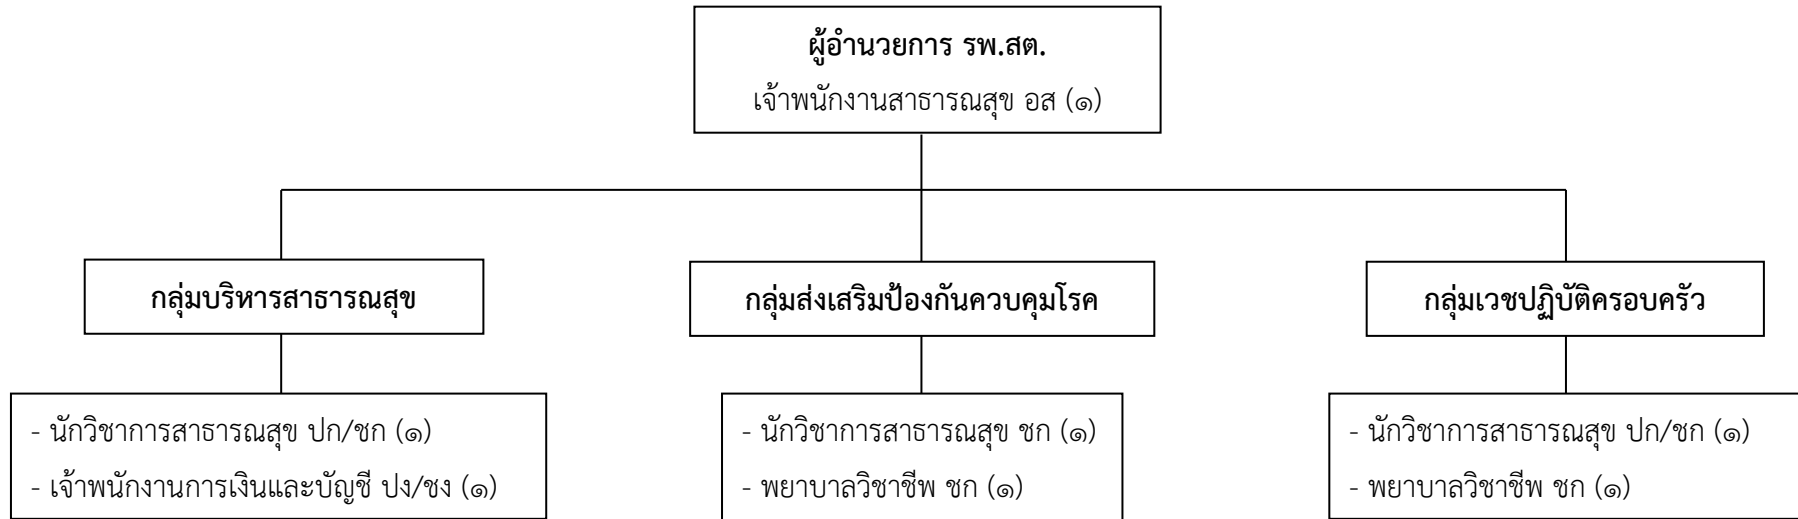 ผู้อำนวยการ รพ.สต.
เจ้าพนักงานสาธารณสุข อส (๑)
กลุ่มบริหารสาธารณสุข
กลุ่มส่งเสริมป้องกันควบคุมโรค
กลุ่มเวชปฏิบัติครอบครัว
- นักวิชาการสาธารณสุข ปก/ชก (๑)
- เจ้าพนักงานการเงินและบัญชี ปง/ชง (๑)
- นักวิชาการสาธารณสุข ชก (๑)
- พยาบาลวิชาชีพ ชก (๑)
- นักวิชาการสาธารณสุข ปก/ชก (๑)
- พยาบาลวิชาชีพ ชก (๑)